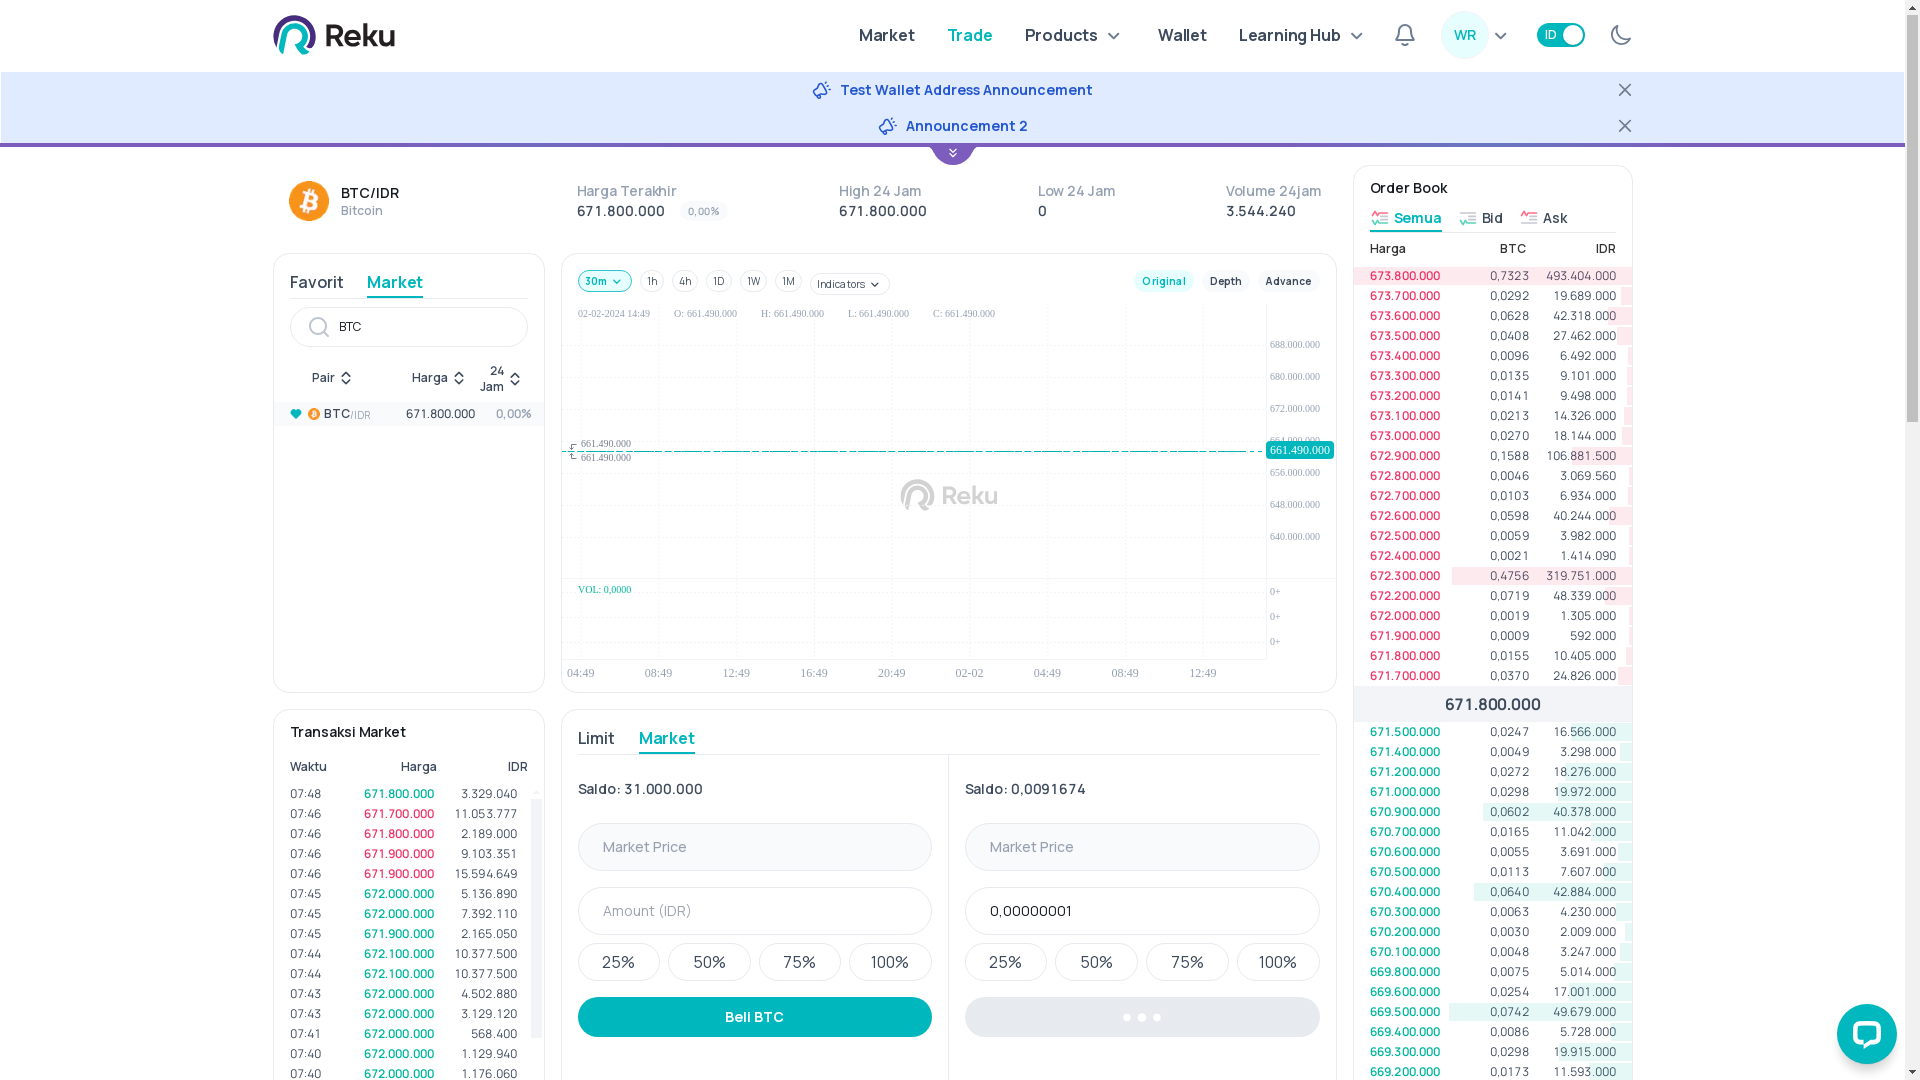 Reku
Market Trade Products Wallet Learning Hub WR ID
Test Wallet Address Announcement
Announcement 2
BTC/IDR
Bitcoin
Harga Terakhir
671.800.000 0,00%
High 24 Jam
671.800.000
Low 24 Jam
0
Volume 24jam
3.544.240
Favorit Market
BTC
Pair Harga 24 Jam
BTC/IDR 671.800.000 0,00%
30m 1h 4h 1D 1W 1M Indicators Original Depth Advance
02-02-2024 14:49 O: 661.490.000 H: 661.490.000 L: 661.490.000 C: 661.490.000
688.000.000
680.000.000
672.000.000
664.000.000
661.490.000
661.490.000
661.490.000
656.000.000
648.000.000
640.000.000
Reku
VOL: 0,0000
0+
0+
0+
04:49 08:49 12:49 16:49 20:49 02-02 04:49 08:49 12:49
Transaksi Market
Waktu Harga IDR
07:48 671.800.000 3.329.040
07:46 671.700.000 11.053.777
07:46 671.800.000 2.189.000
07:46 671.900.000 9.103.351
07:46 671.900.000 15.594.649
07:45 672.000.000 5.136.890
07:45 672.000.000 7.392.110
07:45 671.900.000 2.165.050
07:44 672.100.000 10.377.500
07:44 672.100.000 10.377.500
07:43 672.000.000 4.502.880
07:43 672.000.000 3.129.120
07:41 672.000.000 568.400
07:40 672.000.000 1.129.940
07:40 672.000.000 1.176.060
Limit Market
Saldo: 31.000.000
Market Price
Amount (IDR)
25% 50% 75% 100%
Beli BTC
Saldo: 0,0091674
Market Price
0,00000001
25% 50% 75% 100%
Order Book
Semua Bid Ask
Harga BTC IDR
673.800.000 0,7323 493.404.000
673.700.000 0,0292 19.689.000
673.600.000 0,0628 42.318.000
673.500.000 0,0408 27.462.000
673.400.000 0,0096 6.492.000
673.300.000 0,0135 9.101.000
673.200.000 0,0141 9.498.000
673.100.000 0,0213 14.326.000
673.000.000 0,0270 18.144.000
672.900.000 0,1588 106.881.500
672.800.000 0,0046 3.069.560
672.700.000 0,0103 6.934.000
672.600.000 0,0598 40.244.000
672.500.000 0,0059 3.982.000
672.400.000 0,0021 1.414.090
672.300.000 0,4756 319.751.000
672.200.000 0,0719 48.339.000
672.000.000 0,0019 1.305.000
671.900.000 0,0009 592.000
671.800.000 0,0155 10.405.000
671.700.000 0,0370 24.826.000
671.800.000
671.500.000 0,0247 16.566.000
671.400.000 0,0049 3.298.000
671.200.000 0,0272 18.276.000
671.000.000 0,0298 19.972.000
670.900.000 0,0602 40.378.000
670.700.000 0,0165 11.042.000
670.600.000 0,0055 3.691.000
670.500.000 0,0113 7.607.000
670.400.000 0,0640 42.884.000
670.300.000 0,0063 4.230.000
670.200.000 0,0030 2.009.000
670.100.000 0,0048 3.247.000
669.800.000 0,0075 5.014.000
669.600.000 0,0254 17.001.000
669.500.000 0,0742 49.679.000
669.400.000 0,0086 5.728.000
669.300.000 0,0298 19.915.000
669.200.000 0,0173 11.593.000